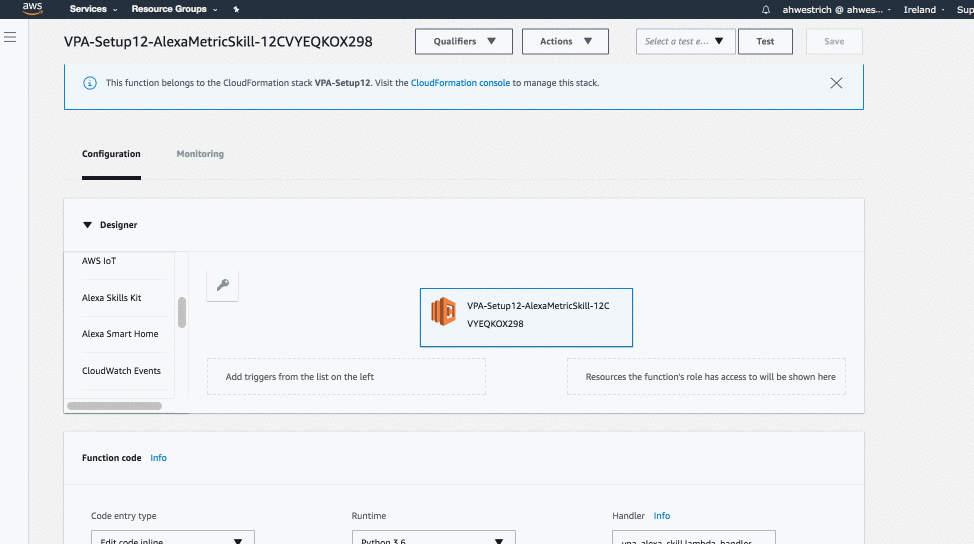 aws Services Resource Groups ahwestrich @ ahwes... Ireland Sup
VPA-Setup12-AlexaMetricSkill-12CVYEQKOX298 Qualifiers Actions Select a test e... Test Save
This function belongs to the CloudFormation stack VPA-Setup12. Visit the CloudFormation console to manage this stack.
Configuration Monitoring
Designer
AWS IoT
Alexa Skills Kit
Alexa Smart Home
CloudWatch Events
VPA-Setup12-AlexaMetricSkill-12C
VYEQKOX298
Add triggers from the list on the left
Resources the function's role has access to will be shown here
Function code Info
Code entry type Runtime Handler Info
Edit code inline Python 3.6 vpa_alexa_skill.lambda_handler